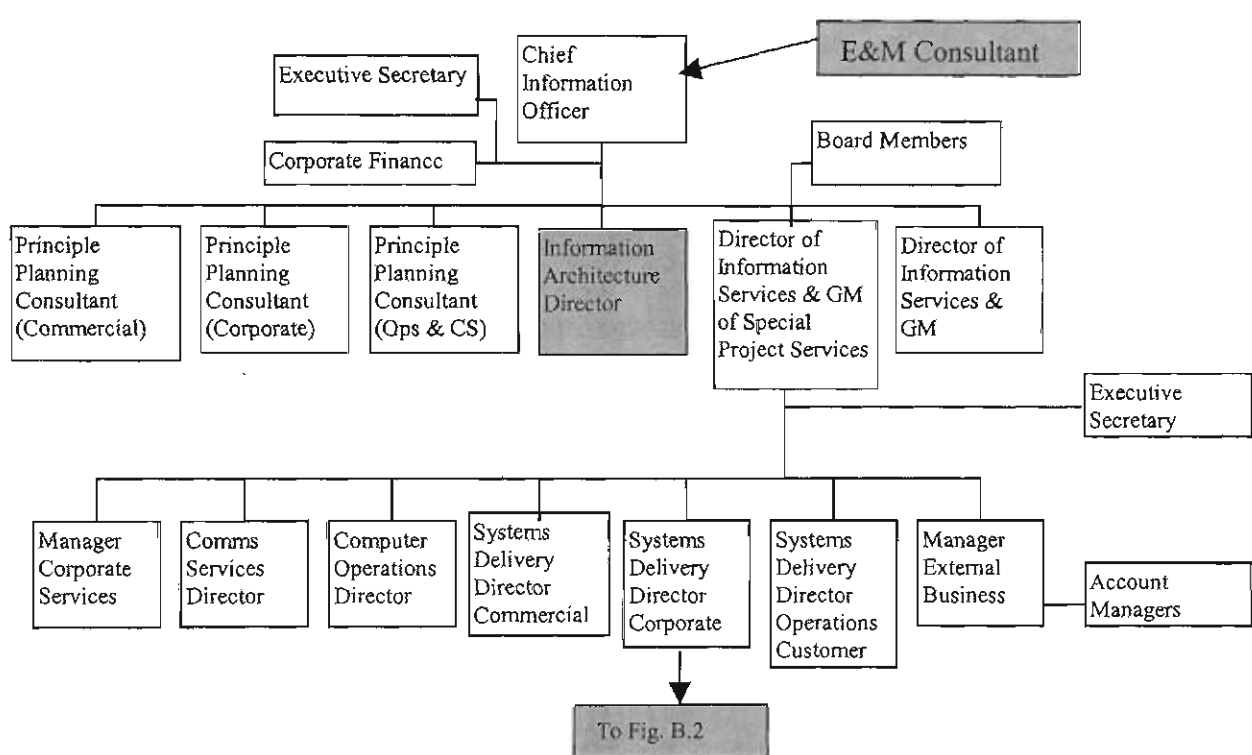 E&M Consultant
Chief
Information
Officer
Executive Secretary
Board Members
Corporate Finance
Principle
Planning
Consultant
(Commercial)
Principle
Planning
Consultant
(Corporate)
Principle
Planning
Consultant
(Ops & CS)
Information
Architecture
Director
Director of
Information
Services & GM
of Special
Project Services
Director of
Information
Services &
GM
Executive
Secretary
Manager
Corporate
Services
Comms
Services
Director
Computer
Operations
Director
Systems
Delivery
Director
Commercial
Systems
Delivery
Director
Corporate
Systems
Delivery
Director
Operations
Customer
Manager
External
Business
Account
Managers
To Fig. B.2